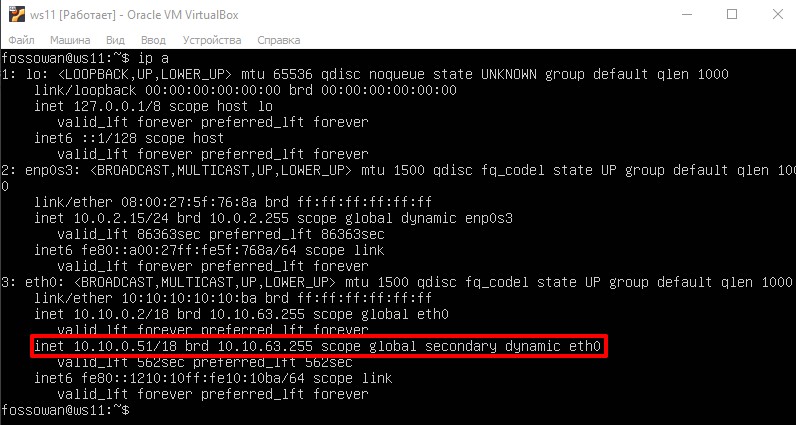 ws11 [Работает] - Oracle VM VirtualBox
Файл Машина Вид Ввод Устройства Справка
fossowan@ws11:~$ ip a
1: lo: <LOOPBACK,UP,LOWER_UP> mtu 65536 qdisc noqueue state UNKNOWN group default qlen 1000
link/loopback 00:00:00:00:00:00 brd 00:00:00:00:00:00
inet 127.0.0.1/8 scope host lo
valid_lft forever preferred_lft forever
inet6 ::1/128 scope host
valid_lft forever preferred_lft forever
2: enp0s3: <BROADCAST,MULTICAST,UP,LOWER_UP> mtu 1500 qdisc fq_codel state UP group default qlen 100
0
link/ether 08:00:27:5f:76:8a brd ff:ff:ff:ff:ff:ff
inet 10.0.2.15/24 brd 10.0.2.255 scope global dynamic enp0s3
valid_lft 86363sec preferred_lft 86363sec
inet6 fe80::a00:27ff:fe5f:768a/64 scope link
valid_lft forever preferred_lft forever
3: eth0: <BROADCAST,MULTICAST,UP,LOWER_UP> mtu 1500 qdisc fq_codel state UP group default qlen 1000
link/ether 10:10:10:10:10:ba brd ff:ff:ff:ff:ff:ff
inet 10.10.0.2/18 brd 10.10.63.255 scope global eth0
valid_lft forever preferred_lft forever
inet 10.10.0.51/18 brd 10.10.63.255 scope global secondary dynamic eth0
valid_lft 562sec preferred_lft 562sec
inet6 fe80::1210:10ff:fe10:10ba/64 scope link
valid_lft forever preferred_lft forever
fossowan@ws11:~$